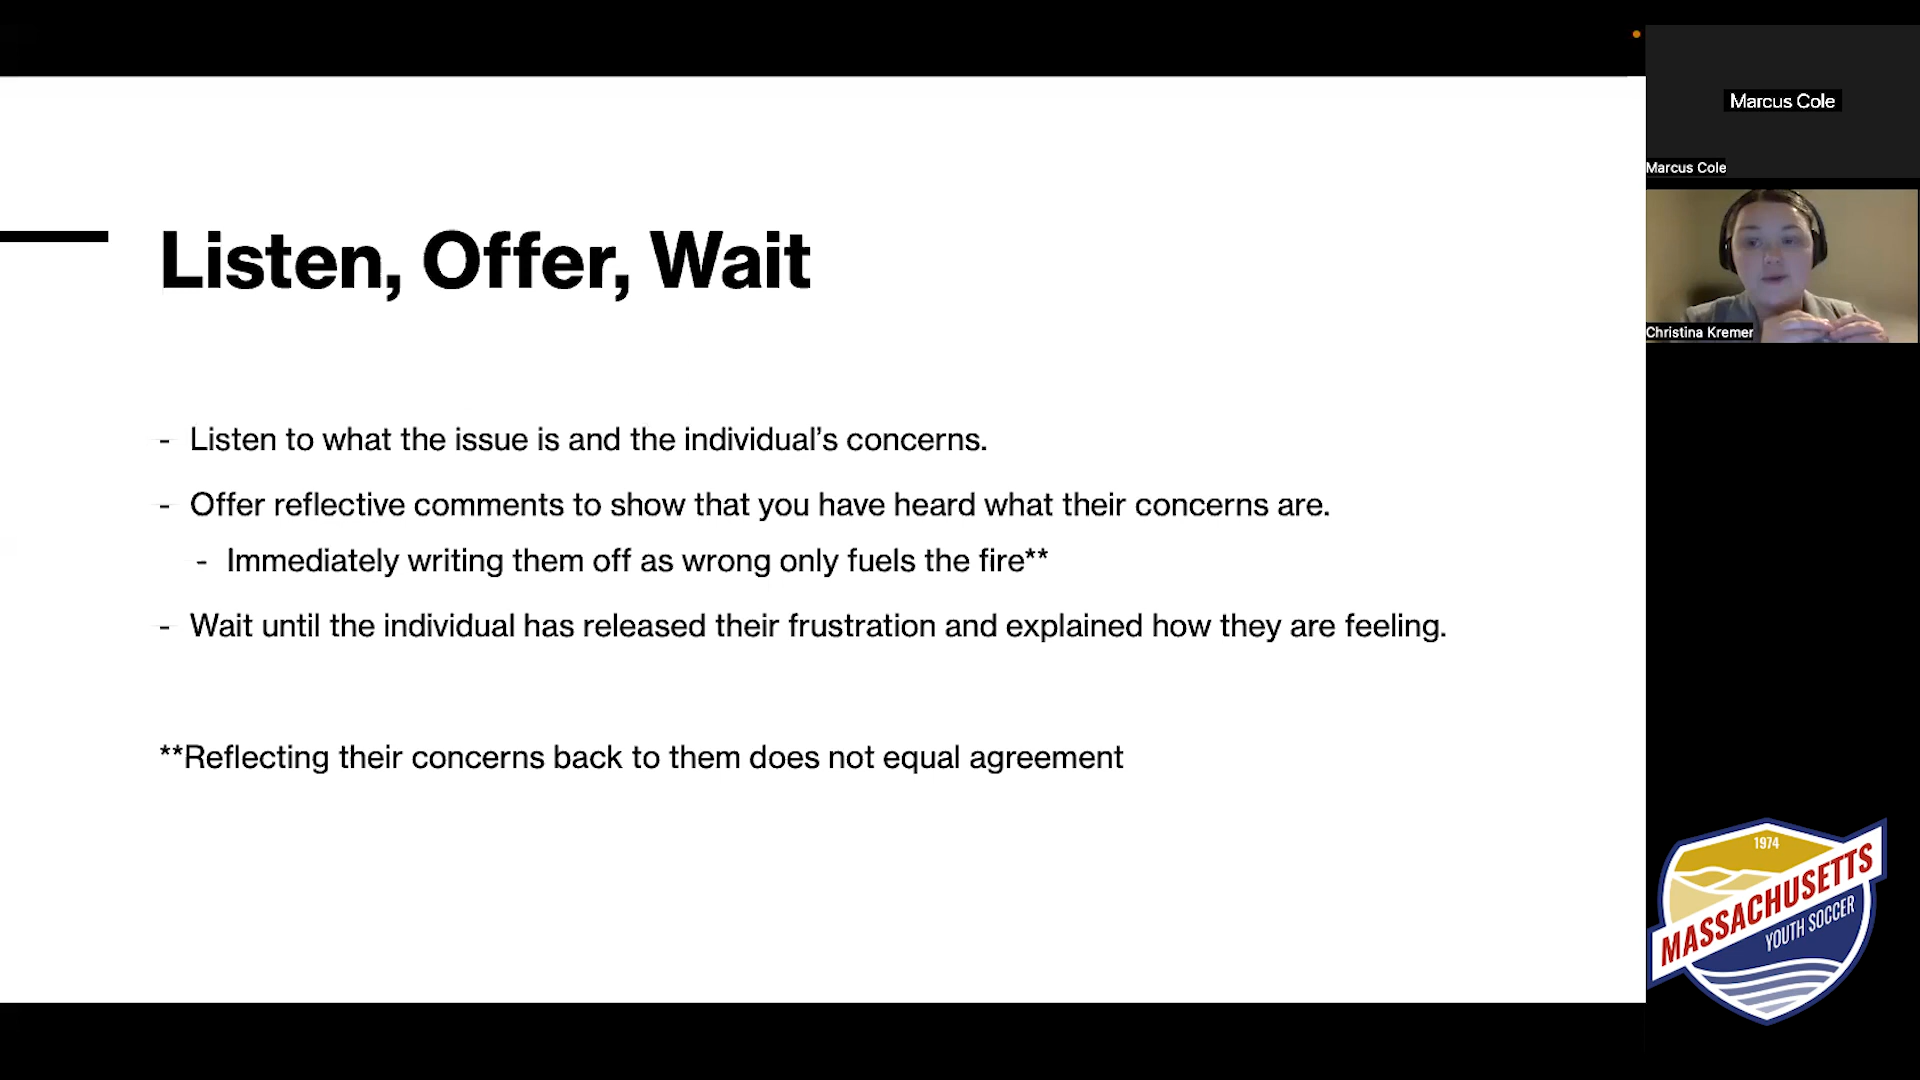 Marcus Cole
Marcus Cole
Christina Kremer
Listen, Offer, Wait
- Listen to what the issue is and the individual’s concerns.
- Offer reflective comments to show that you have heard what their concerns are.
- Immediately writing them off as wrong only fuels the fire**
- Wait until the individual has released their frustration and explained how they are feeling.
**Reflecting their concerns back to them does not equal agreement
1974
MASSACHUSETTS
YOUTH SOCCER